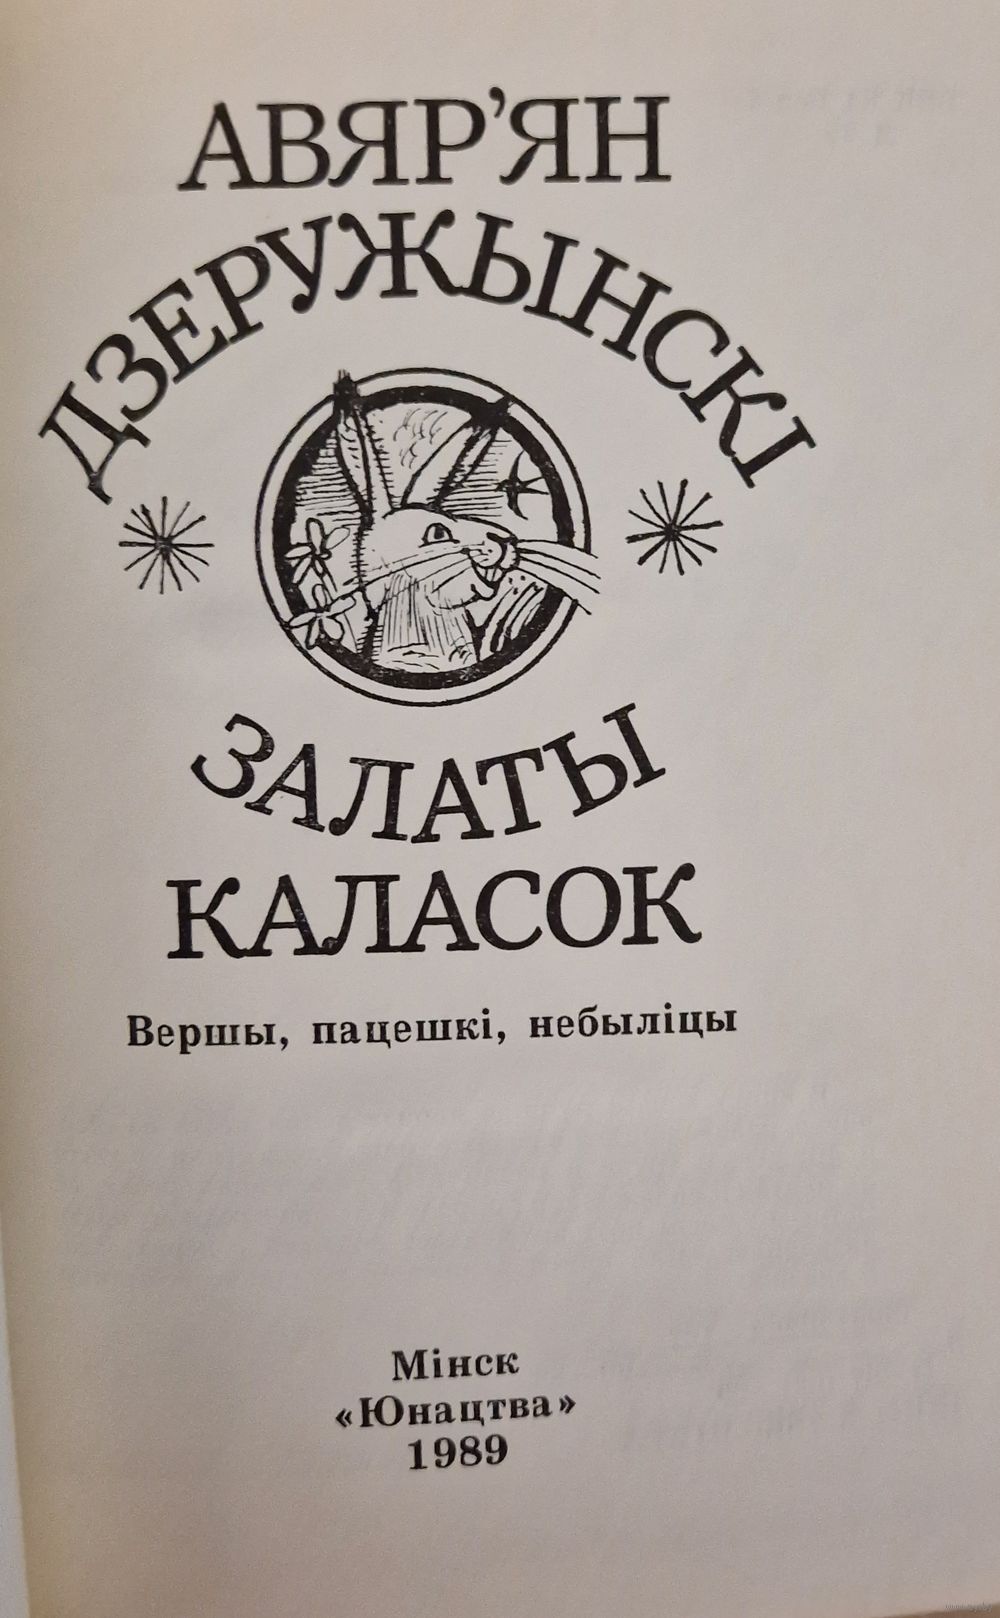 АВЯР’ЯН
ДЗЕРУЖЫНСКІ
ЗАЛАТЫ
КАЛАСОК
Вершы, пацешкі, небыліцы
Мінск
«Юнацтва»
1989